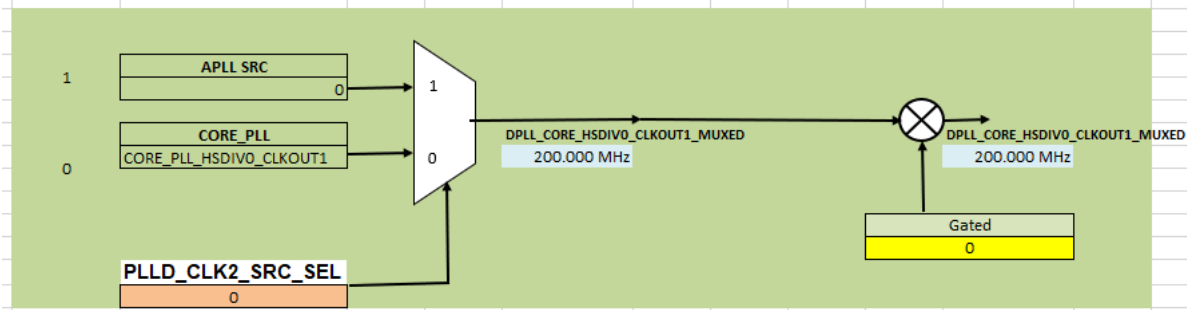 1
APLL SRC
0
1
CORE_PLL
CORE_PLL_HSDIV0_CLKOUT1
0
0
DPLL_CORE_HSDIV0_CLKOUT1_MUXED
200.000 MHz
DPLL_CORE_HSDIV0_CLKOUT1_MUXED
200.000 MHz
Gated
0
PLLD_CLK2_SRC_SEL
0